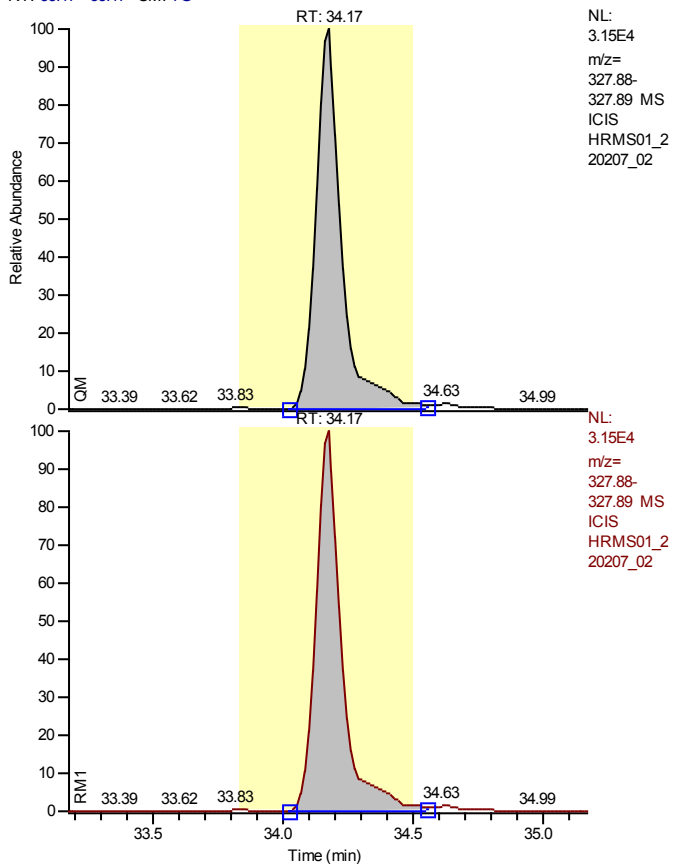 RT: 34.17
NL:
3.15E4
m/z=
327.88-
327.89 MS
ICIS
HRMS01_2
20207_02
100
90
80
70
60
50
40
30
20
10
0
Relative Abundance
QM
33.39 33.62 33.83 34.63 34.99
RT: 34.17
NL:
3.15E4
m/z=
327.88-
327.89 MS
ICIS
HRMS01_2
20207_02
100
90
80
70
60
50
40
30
20
10
0
RM1
33.39 33.62 33.83 34.63 34.99
33.5 34.0 34.5 35.0
Time (min)